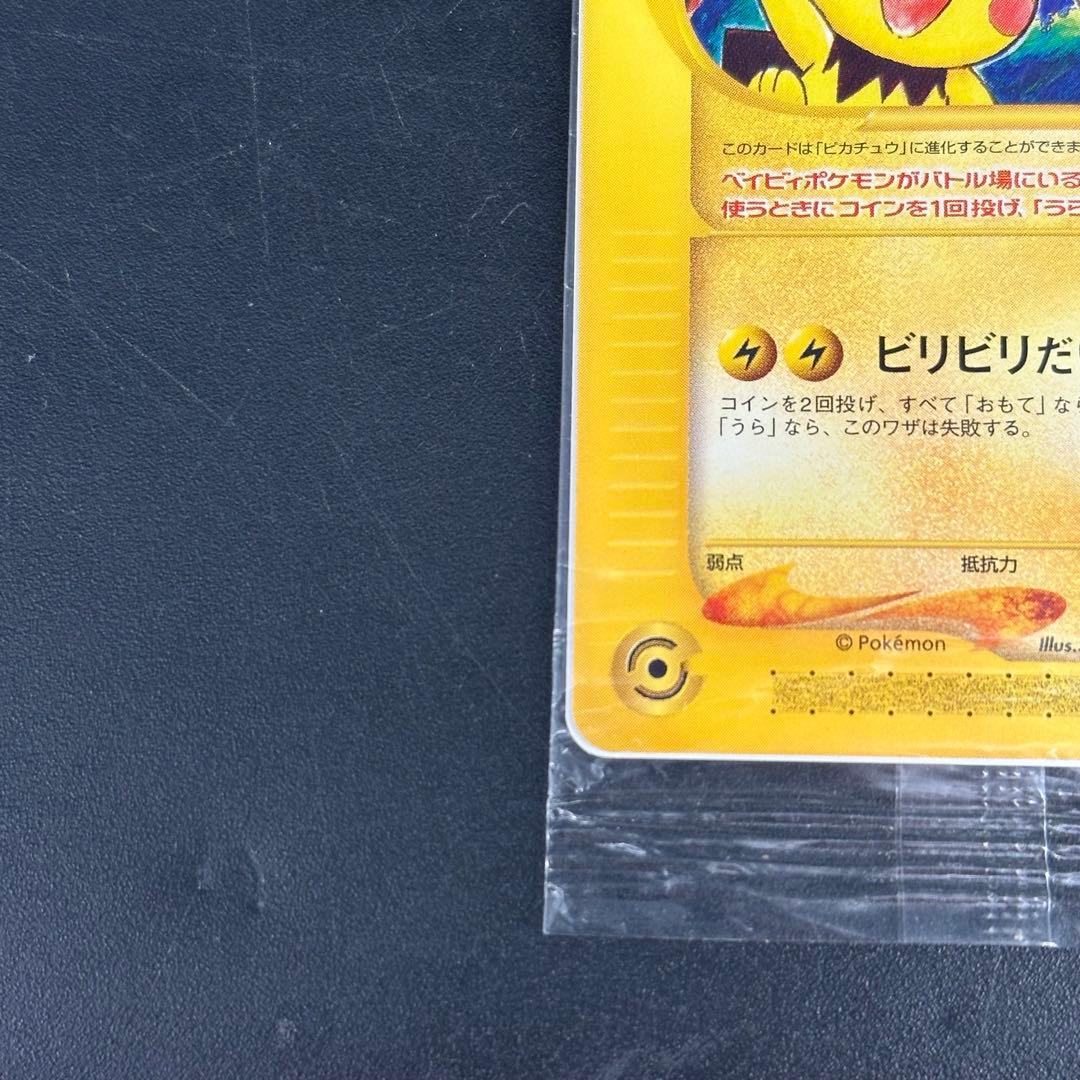 このカードは「ピカチュウ」に進化することができま
ベイビィポケモンがバトル場にいる
使うときにコインを1回投げ、「うら
ビリビリだ
コインを2回投げ、すべて「おもて」なら
「うら」なら、このワザは失敗する。
弱点 抵抗力
© Pokémon Illus.